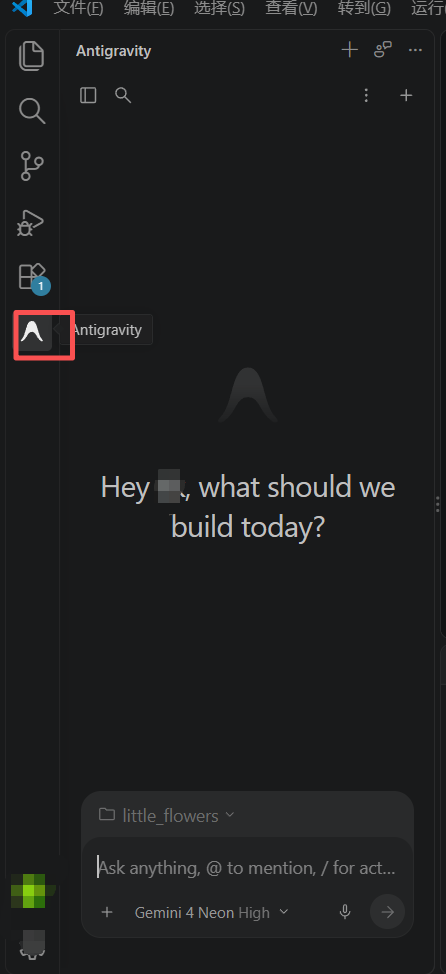 文件(F) 编辑(E) 选择(S) 查看(V) 转到(G) 运行
Antigravity
1
Antigravity
Hey , what should we
build today?
little_flowers
Ask anything, @ to mention, / for act...
Gemini 4 Neon High